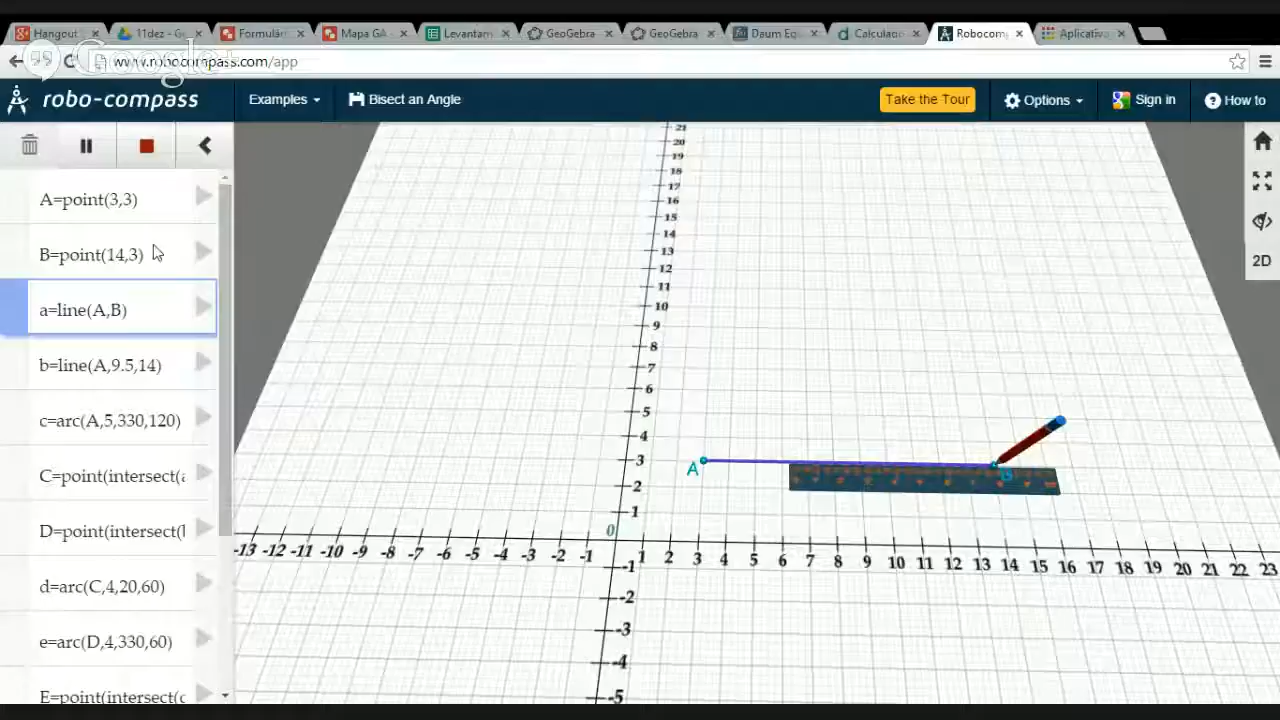 Hangout
11dez - G
Formulári
Mapa GA
Levantam
GeoGebra
GeoGebra
Daum Equ
Calculado
Robocom
Aplicativo
www.robocompass.com/app
robo-compass
Examples
Bisect an Angle
Take the Tour
Options
Sign in
How to
A=point(3,3)
B=point(14,3)
a=line(A,B)
b=line(A,9.5,14)
c=arc(A,5,330,120)
C=point(intersect(a
D=point(intersect(b
d=arc(C,4,20,60)
e=arc(D,4,330,60)
E=point(intersect(d
2D
21
20
19
18
17
16
15
14
13
12
11
10
9
8
7
6
5
4
3
2
1
0
A
B
-13 -12 -11 -10 -9 -8 -7 -6 -5 -4 -3 -2 -1 1 2 3 4 5 6 7 8 9 10 11 12 13 14 15 16 17 18 19 20 21 22 23
-1
-2
-3
-4
-5